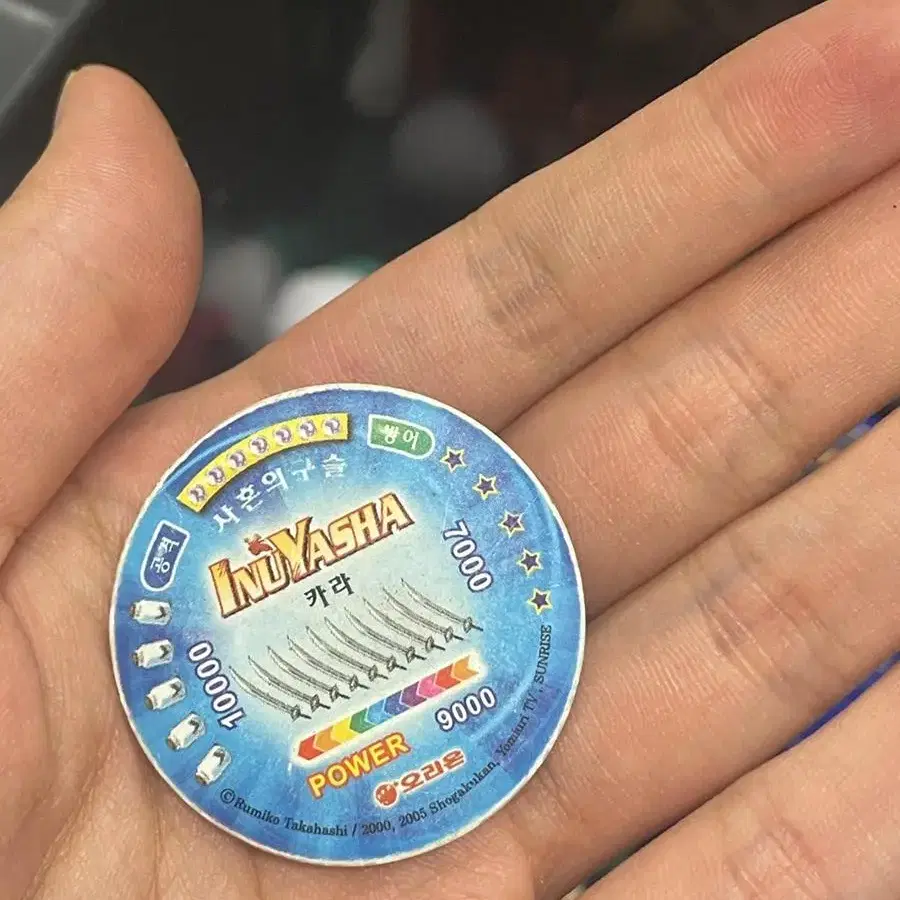 사혼의구슬
방어
공격
INUYASHA
카라
7000
10000
9000
POWER
오리온
©Rumiko Takahashi / 2000, 2005 Shogakukan, Yomiuri TV, SUNRISE